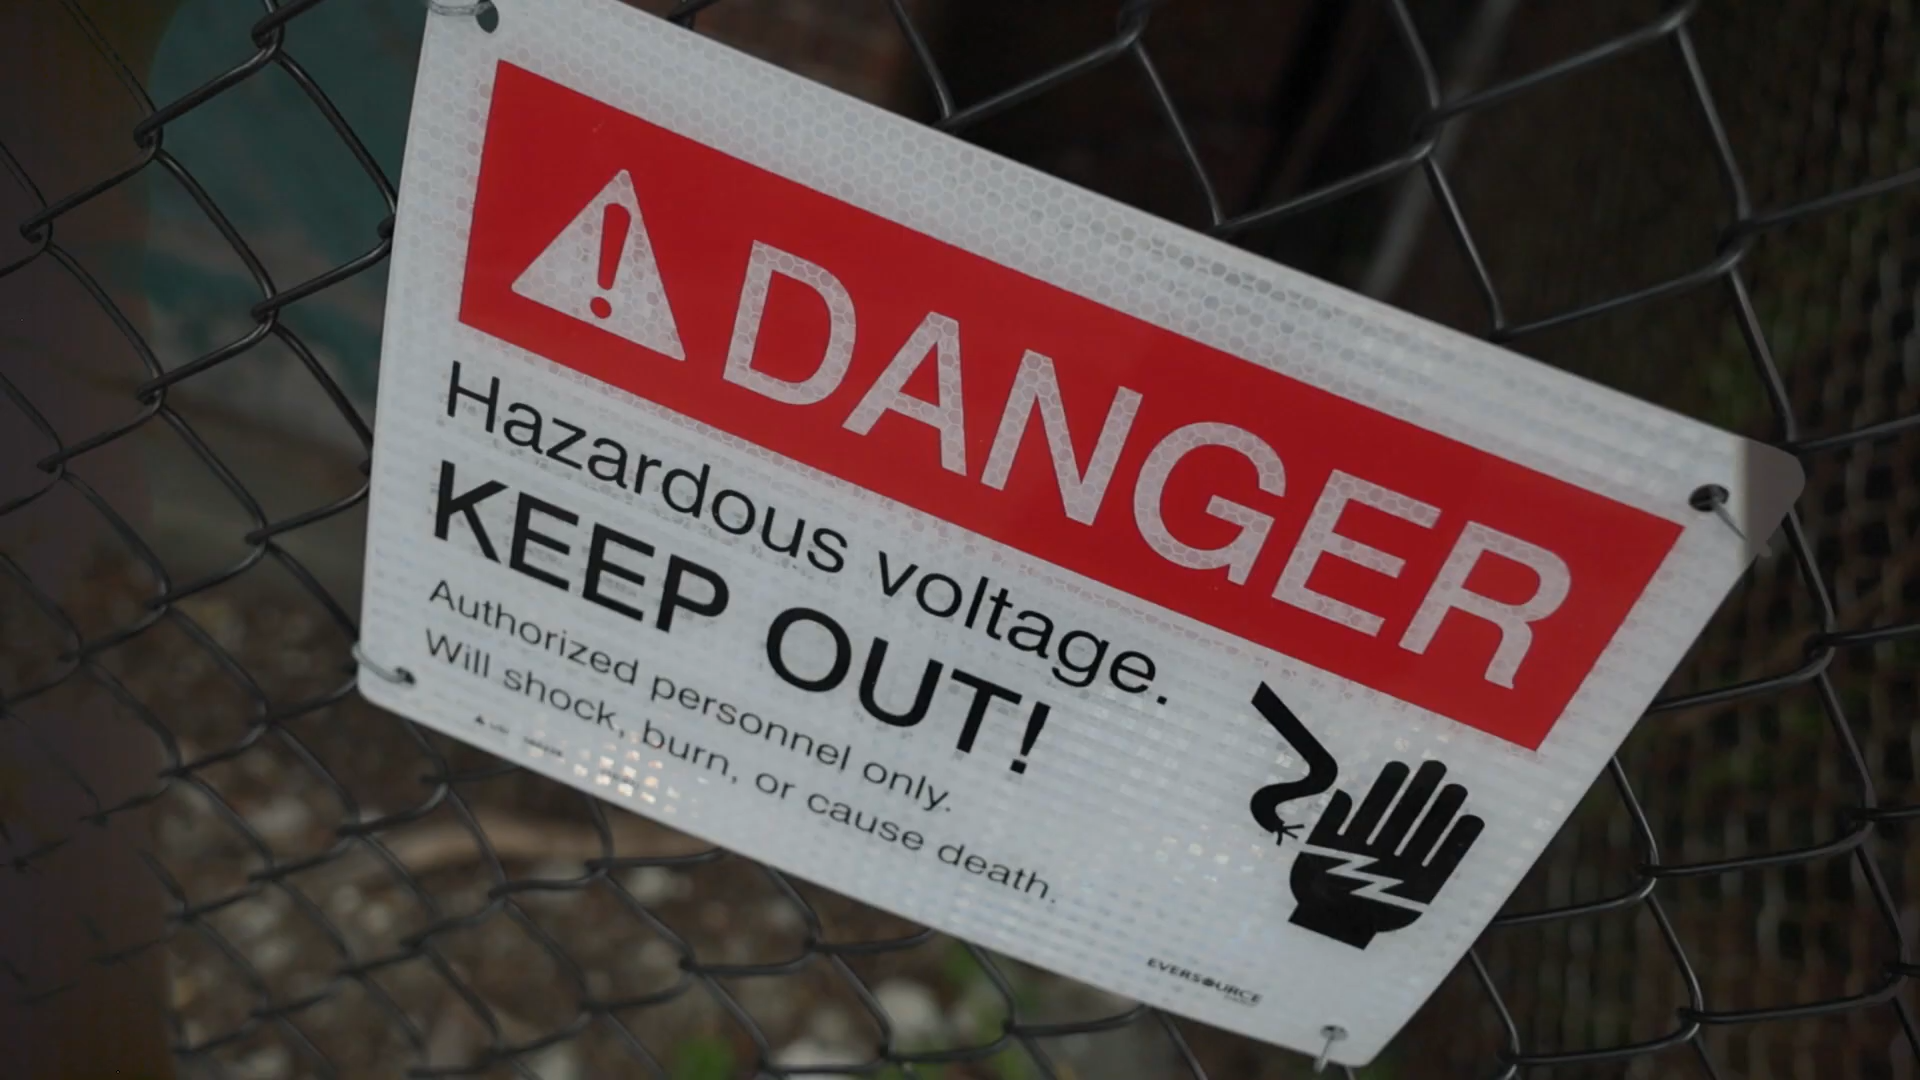 DANGER
Hazardous voltage.
KEEP OUT!
Authorized personnel only.
Will shock, burn, or cause death.
EVERSOURCE